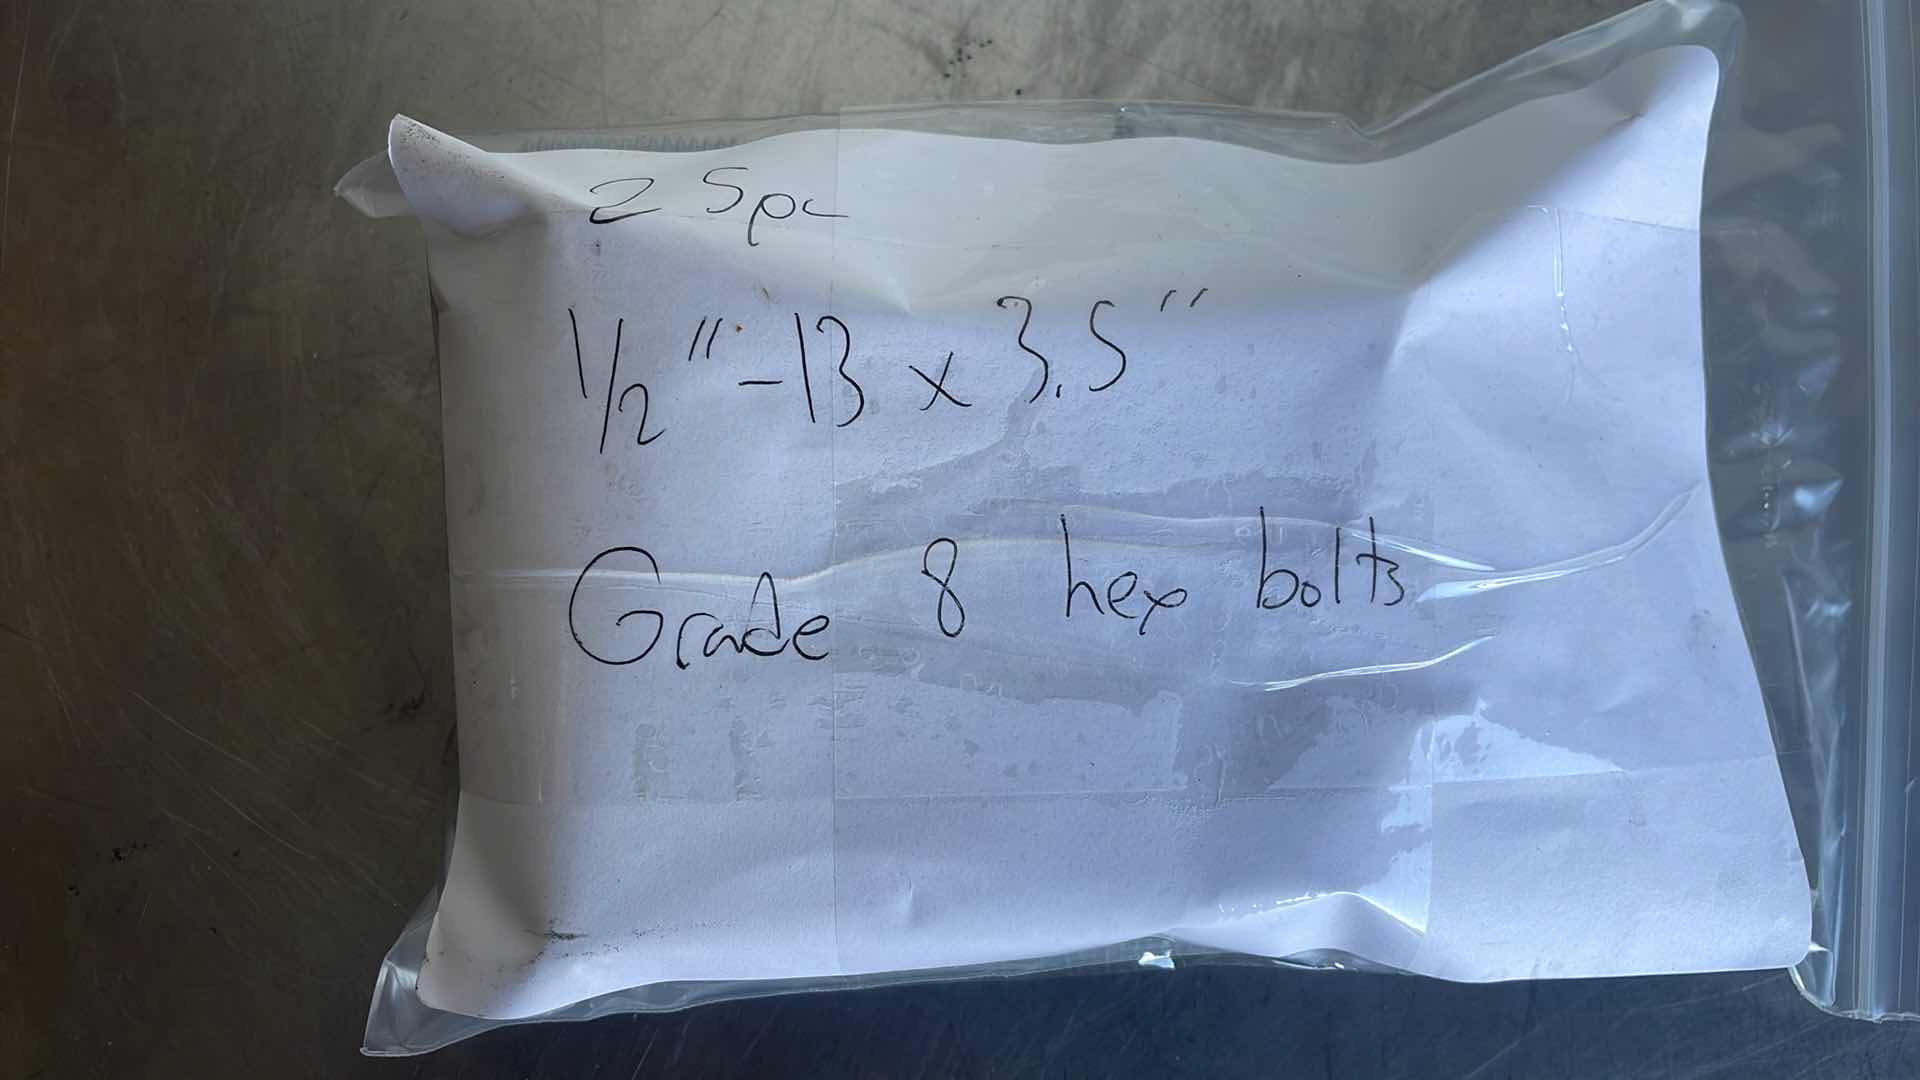 25pc
1/2"-13 x 3.5"
Grade 8 hex bolts